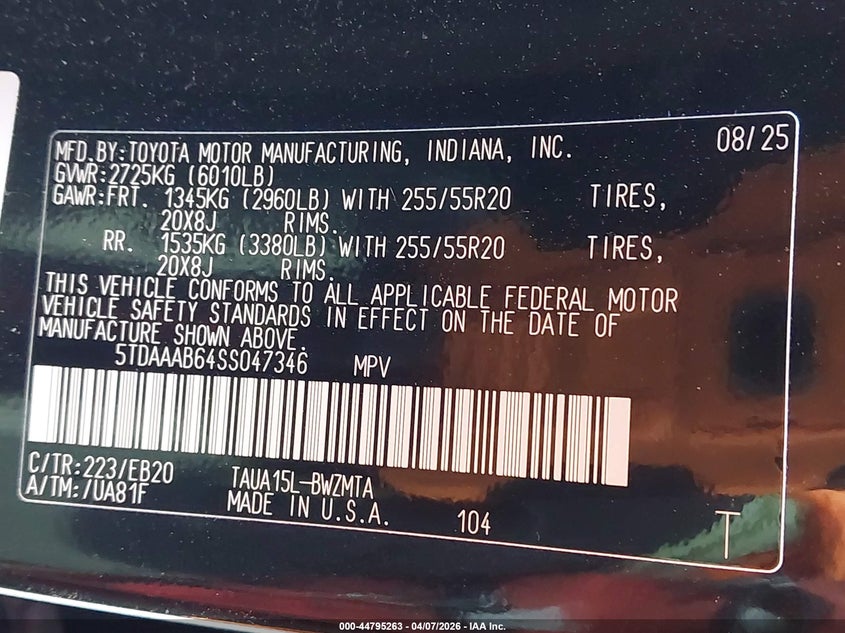 MFD.BY:TOYOTA MOTOR MANUFACTURING, INDIANA, INC. 08/25
GVWR:2725KG (6010LB)
GAWR:FRT. 1345KG (2960LB) WITH 255/55R20 TIRES,
20X8J RIMS.
RR. 1535KG (3380LB) WITH 255/55R20 TIRES,
20X8J RIMS.
THIS VEHICLE CONFORMS TO ALL APPLICABLE FEDERAL MOTOR
VEHICLE SAFETY STANDARDS IN EFFECT ON THE DATE OF
MANUFACTURE SHOWN ABOVE.
5TDAAAB64SS047346 MPV
C/TR:223/EB20 TAUA15L-BWZMTA
A/TM:7UA81F MADE IN U.S.A. 104 T
000-44795263 - 04/07/2026 - IAA Inc.